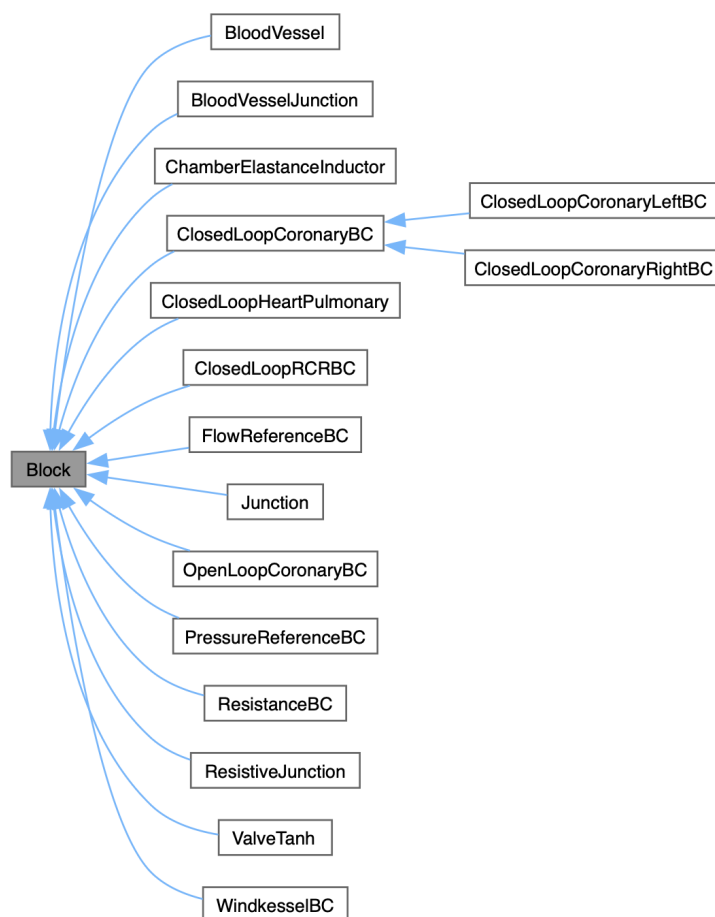 BloodVessel
BloodVesselJunction
ChamberElastanceInductor
ClosedLoopCoronaryLeftBC
ClosedLoopCoronaryBC
ClosedLoopCoronaryRightBC
ClosedLoopHeartPulmonary
ClosedLoopRCRBC
FlowReferenceBC
Block
Junction
OpenLoopCoronaryBC
PressureReferenceBC
ResistanceBC
ResistiveJunction
ValveTanh
WindkesselBC